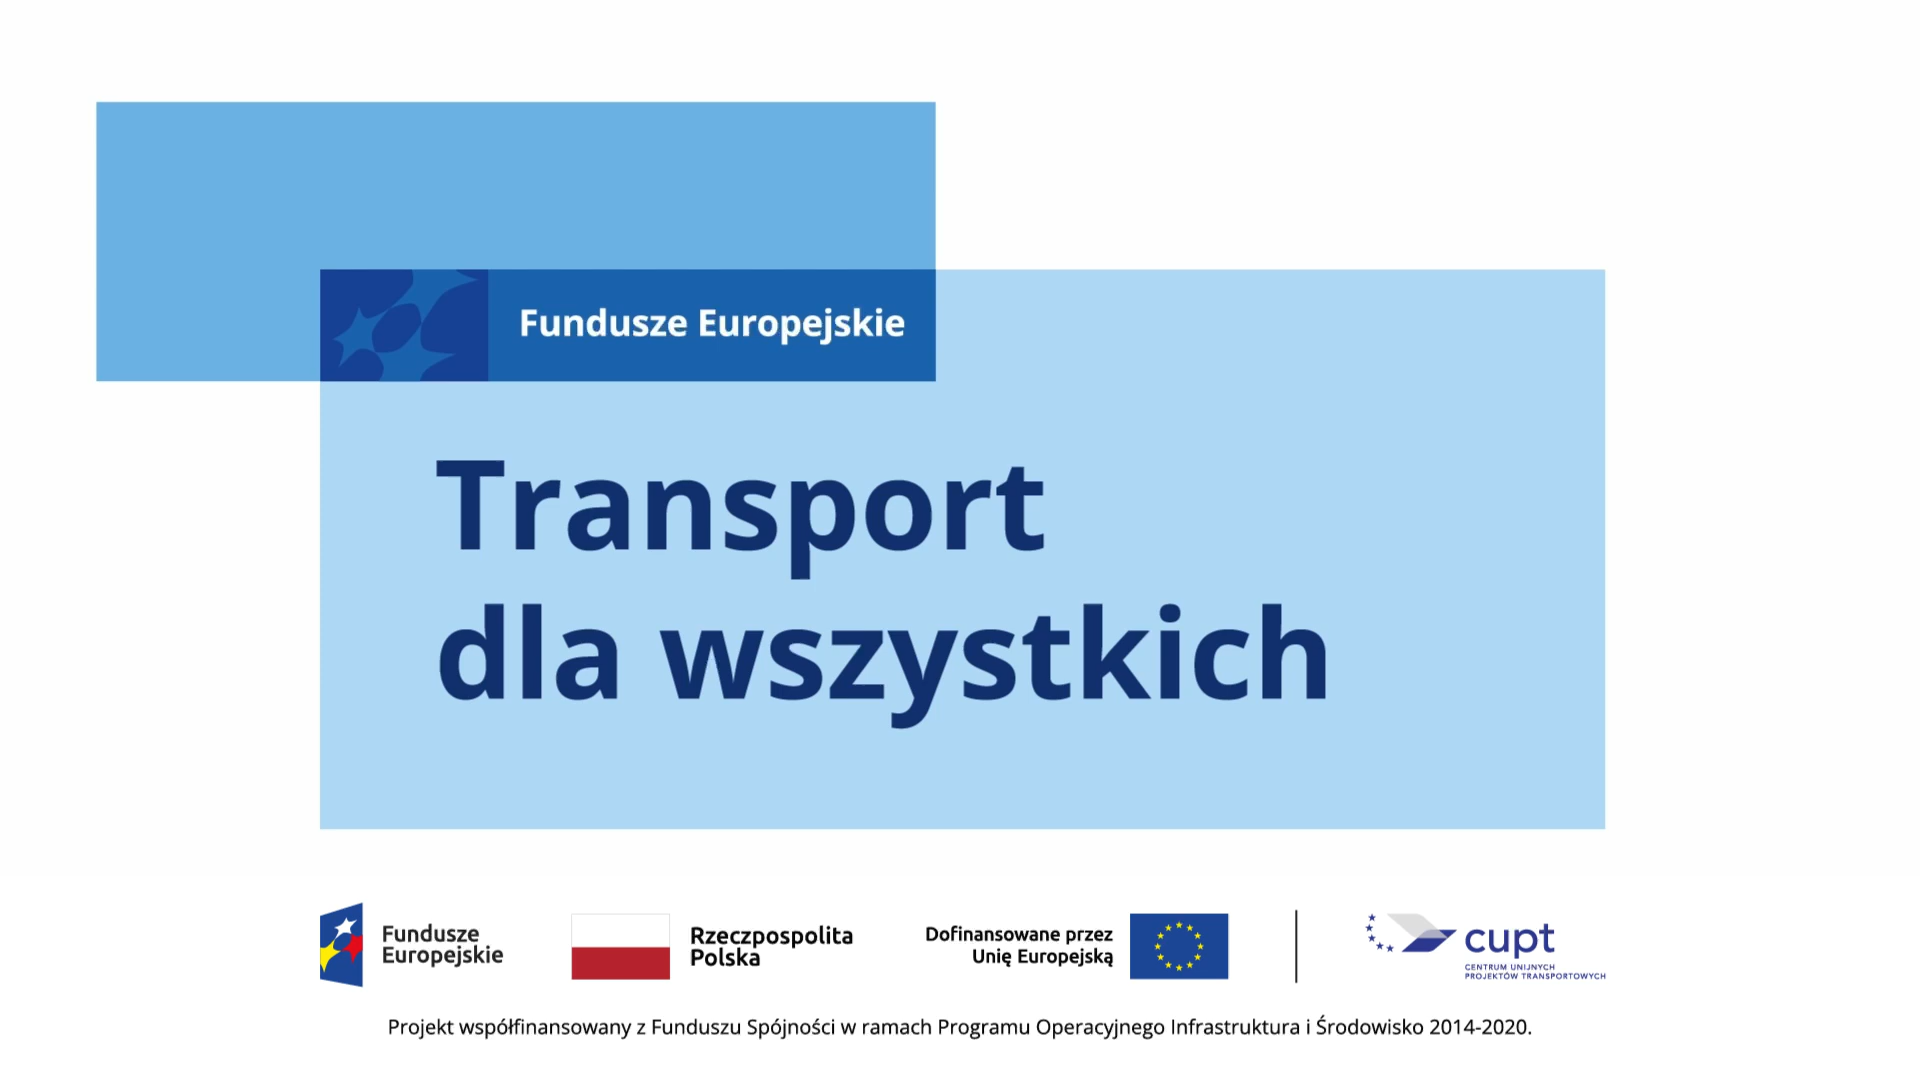 Fundusze Europejskie
Transport
dla wszystkich
Fundusze
Europejskie
Rzeczpospolita
Polska
Dofinansowane przez
Unię Europejską
cupt
CENTRUM UNIJNYCH
PROJEKTÓW TRANSPORTOWYCH
Projekt współfinansowany z Funduszu Spójności w ramach Programu Operacyjnego Infrastruktura i Środowisko 2014-2020.